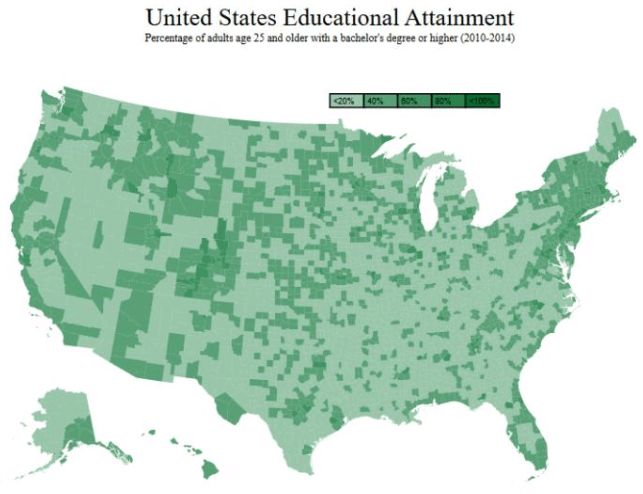 United States Educational Attainment
Percentage of adults age 25 and older with a bachelor's degree or higher (2010-2014)
<20% 40% 60% 80% <100%